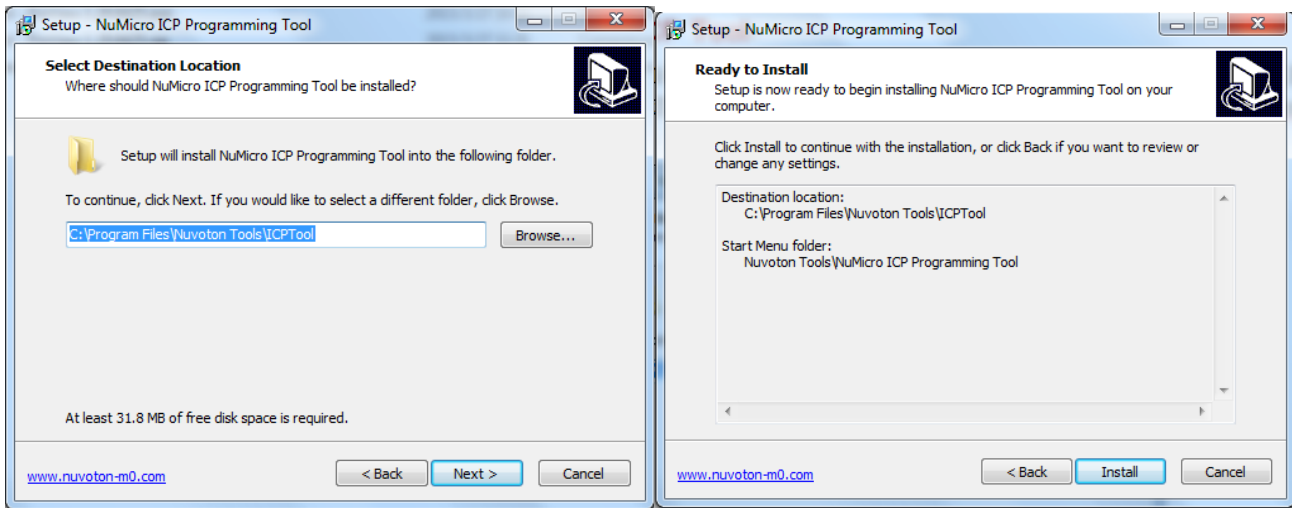 Setup - NuMicro ICP Programming Tool
Select Destination Location
Where should NuMicro ICP Programming Tool be installed?
Setup will install NuMicro ICP Programming Tool into the following folder.
To continue, click Next. If you would like to select a different folder, click Browse.
C:\Program Files\Nuvoton Tools\ICPTool
Browse...
At least 31.8 MB of free disk space is required.
www.nuvoton-m0.com
< Back
Next >
Cancel
Setup - NuMicro ICP Programming Tool
Ready to Install
Setup is now ready to begin installing NuMicro ICP Programming Tool on your
computer.
Click Install to continue with the installation, or click Back if you want to review or
change any settings.
Destination location:
C:\Program Files\Nuvoton Tools\ICPTool
Start Menu folder:
Nuvoton Tools\NuMicro ICP Programming Tool
www.nuvoton-m0.com
< Back
Install
Cancel